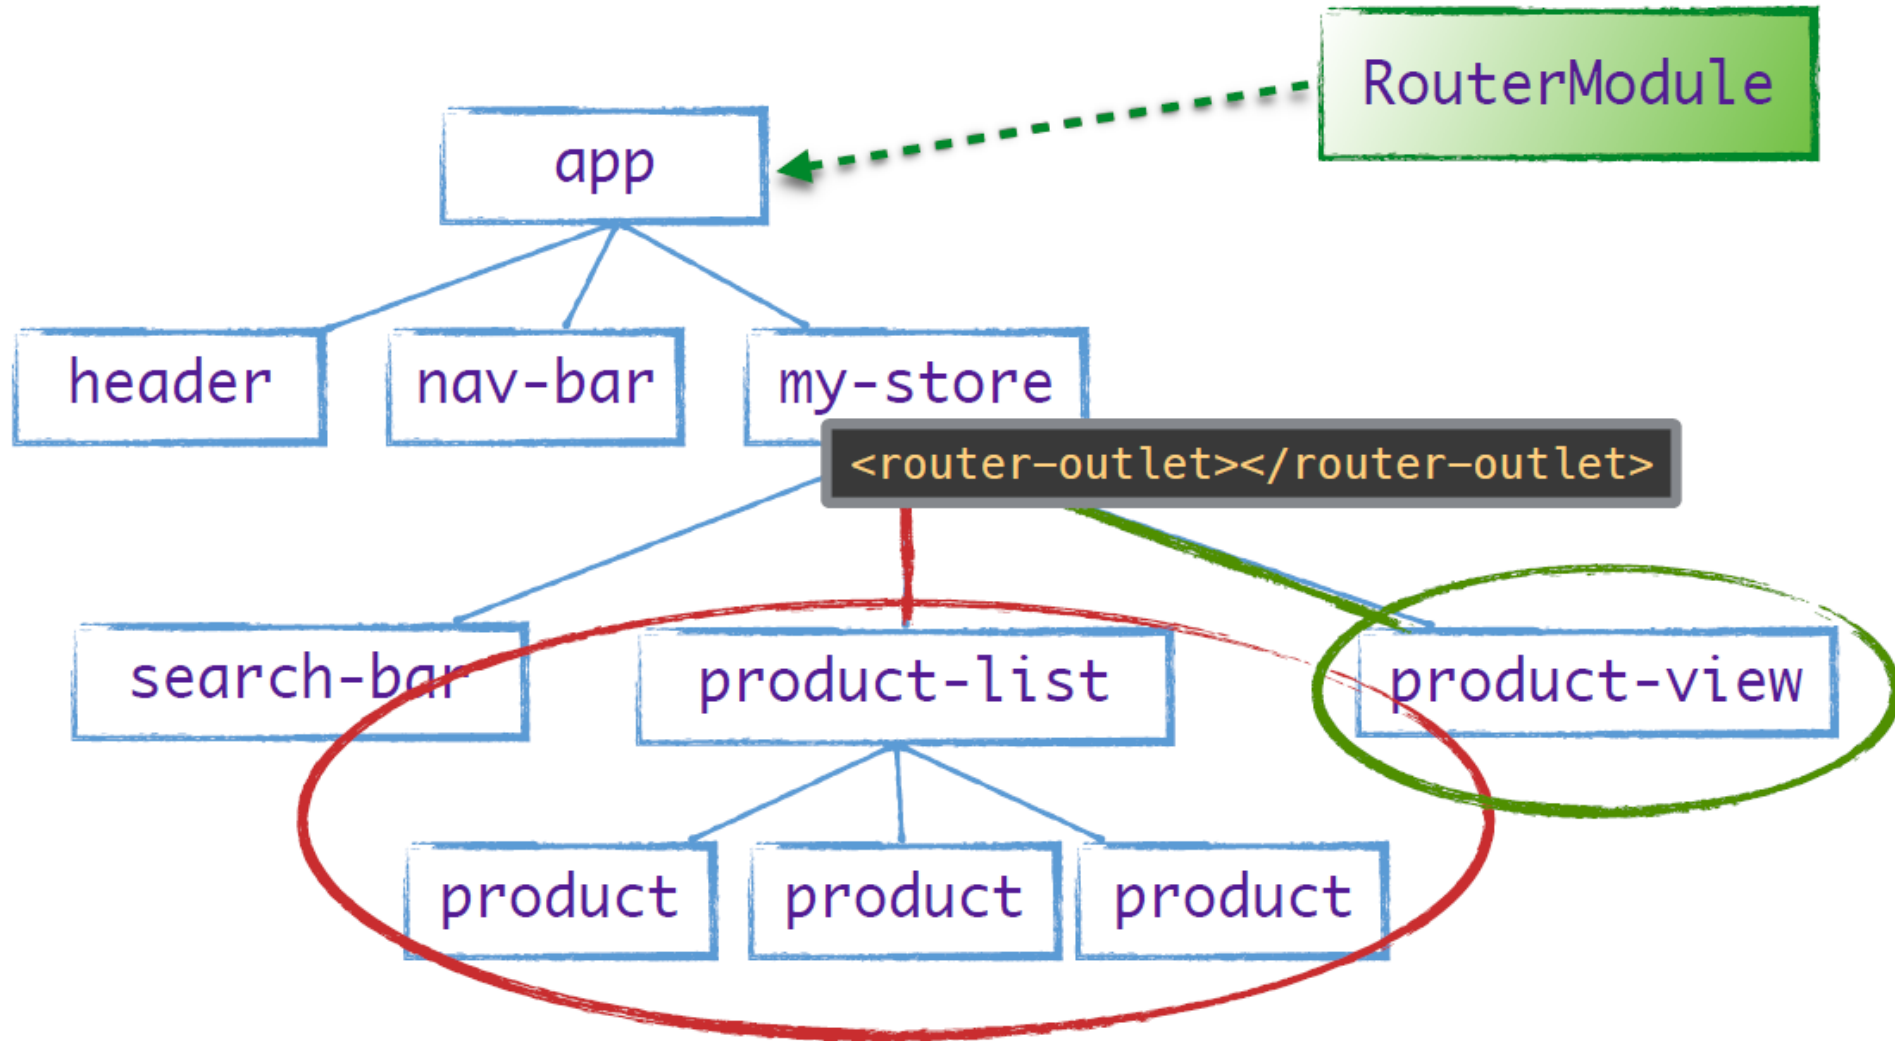 RouterModule
app
header
nav-bar
my-store
<router-outlet></router-outlet>
search-bar
product-list
product-view
product
product
product